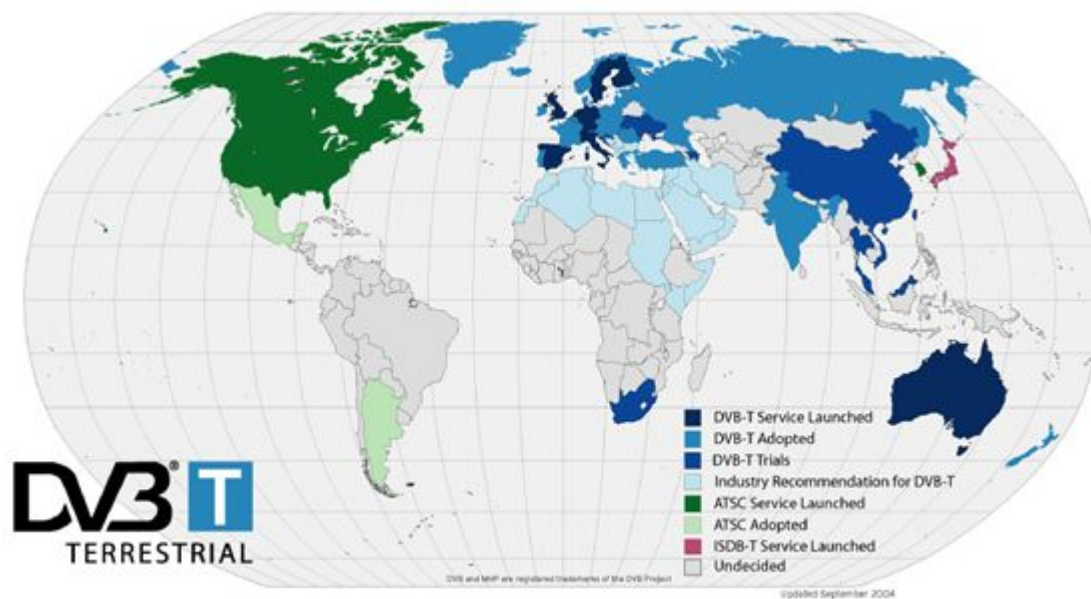 DVB-T Service Launched
DVB-T Adopted
DVB-T Trials
Industry Recommendation for DVB-T
ATSC Service Launched
ATSC Adopted
ISDB-T Service Launched
Undecided
DVB® T
TERRESTRIAL
DVB and MHP are registered trademarks of the DVB Project
Updated September 2004